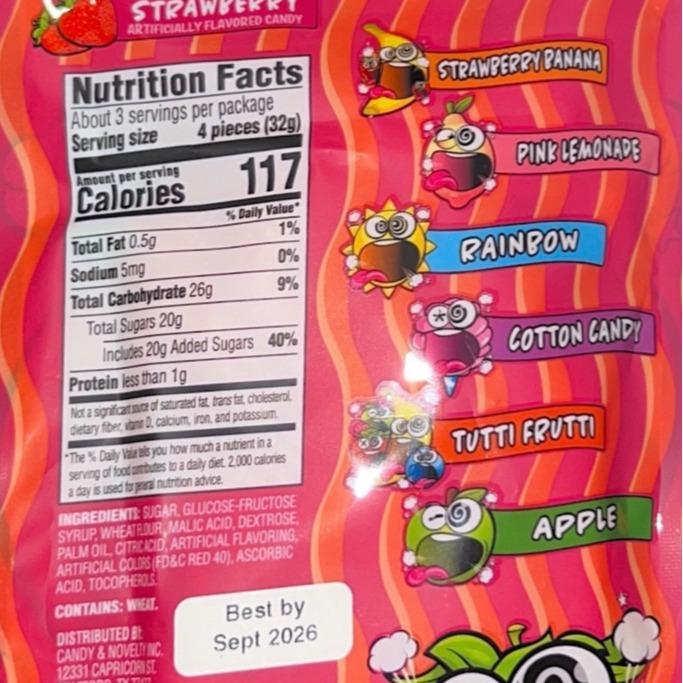 STRAWBERRY
ARTIFICIALLY FLAVORED CANDY
Nutrition Facts
About 3 servings per package
Serving size 4 pieces (32g)
Amount per serving
Calories 117
% Daily Value*
Total Fat 0.5g 1%
Sodium 5mg 0%
Total Carbohydrate 26g 9%
Total Sugars 20g
Includes 20g Added Sugars 40%
Protein less than 1g
Not a significant source of saturated fat, trans fat, cholesterol,
dietary fiber, vitamin D, calcium, iron, and potassium.
*The % Daily Value tells you how much a nutrient in a
serving of food contributes to a daily diet. 2,000 calories
a day is used for general nutrition advice.
INGREDIENTS: SUGAR, GLUCOSE-FRUCTOSE
SYRUP, WHEAT FLOUR, MALIC ACID, DEXTROSE,
PALM OIL, CITRIC ACID, ARTIFICIAL FLAVORING,
ARTIFICIAL COLORS (FD&C RED 40), ASCORBIC
ACID, TOCOPHEROLS.
CONTAINS: WHEAT.
DISTRIBUTED BY:
CANDY & NOVELTY INC.
12331 CAPRICORN ST.
Best by
Sept 2026
STRAWBERRY BANANA
PINK LEMONADE
RAINBOW
COTTON CANDY
TUTTI FRUTTI
APPLE